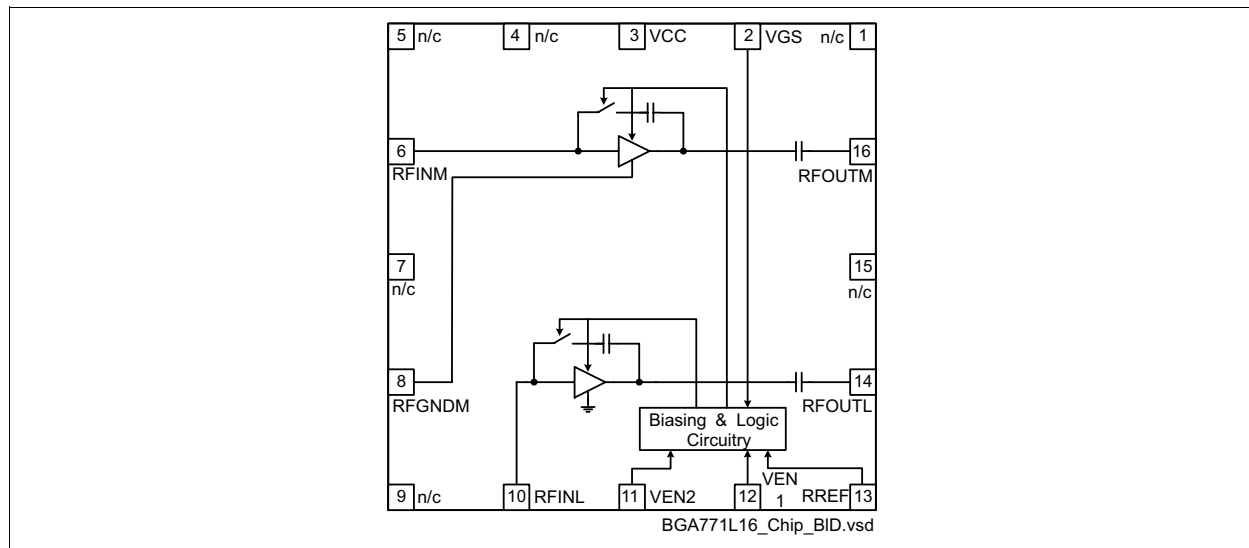 5 n/c 4 n/c 3 VCC 2 VGS n/c 1
6 16
RFINM RFOUTM
7 15
n/c n/c
8 14
RFGNDM RFOUTL
Biasing & Logic
Circuitry
9 n/c 10 RFINL 11 VEN2 12 VEN
1 RREF 13
BGA771L16_Chip_BID.vsd